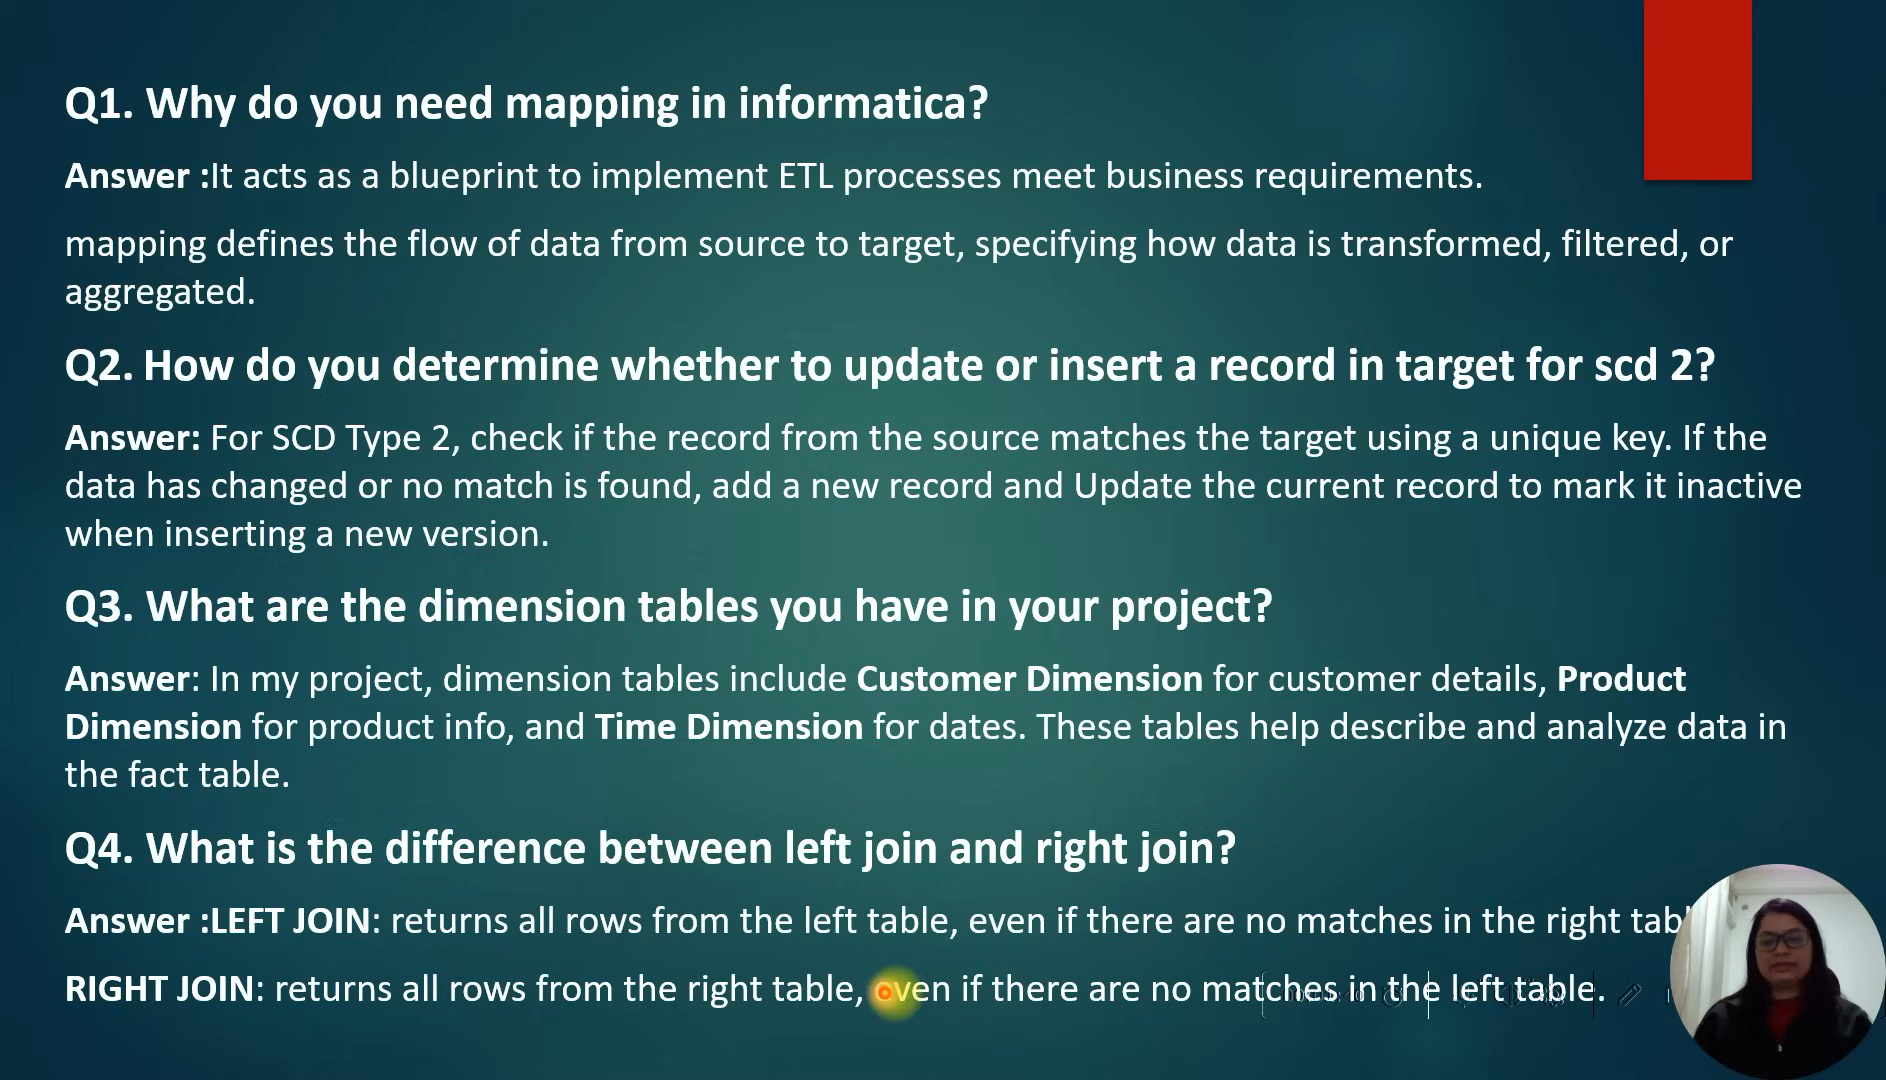 Q1. Why do you need mapping in informatica?
Answer :It acts as a blueprint to implement ETL processes meet business requirements.
mapping defines the flow of data from source to target, specifying how data is transformed, filtered, or
aggregated.
Q2. How do you determine whether to update or insert a record in target for scd 2?
Answer: For SCD Type 2, check if the record from the source matches the target using a unique key. If the
data has changed or no match is found, add a new record and Update the current record to mark it inactive
when inserting a new version.
Q3. What are the dimension tables you have in your project?
Answer: In my project, dimension tables include Customer Dimension for customer details, Product
Dimension for product info, and Time Dimension for dates. These tables help describe and analyze data in
the fact table.
Q4. What is the difference between left join and right join?
Answer :LEFT JOIN: returns all rows from the left table, even if there are no matches in the right
RIGHT JOIN: returns all rows from the right table, even if there are no matches in the left table.